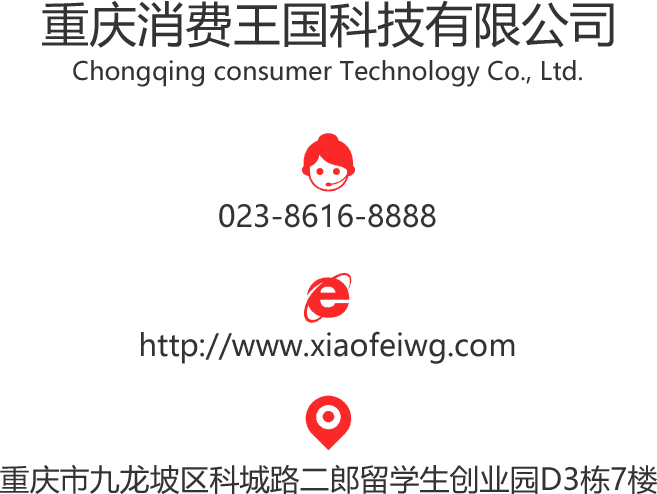 重庆消费王国科技有限公司
Chongqing consumer Technology Co., Ltd.
023-8616-8888
http://www.xiaofeiwg.com
重庆市九龙坡区科城路二郎留学生创业园D3栋7楼